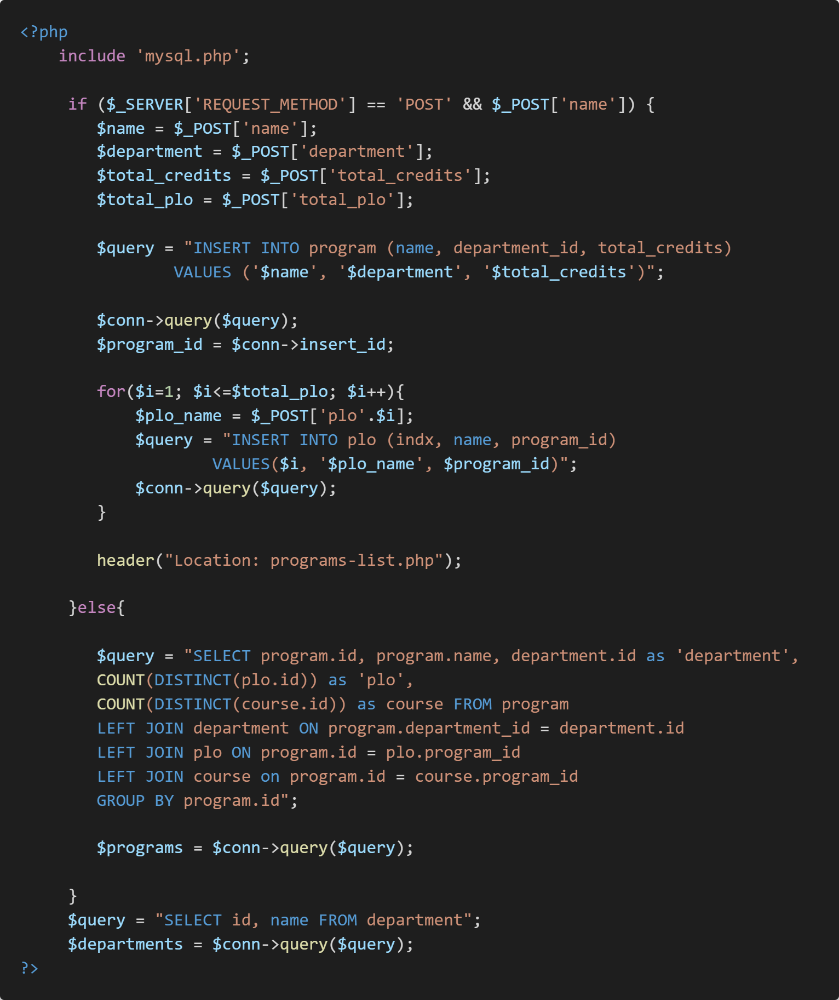 <?php
    include 'mysql.php';

     if ($_SERVER['REQUEST_METHOD'] == 'POST' && $_POST['name']) {
        $name = $_POST['name'];
        $department = $_POST['department'];
        $total_credits = $_POST['total_credits'];
        $total_plo = $_POST['total_plo'];

        $query = "INSERT INTO program (name, department_id, total_credits)
                VALUES ('$name', '$department', '$total_credits')";

        $conn->query($query);
        $program_id = $conn->insert_id;

        for($i=1; $i<=$total_plo; $i++){
            $plo_name = $_POST['plo'.$i];
            $query = "INSERT INTO plo (indx, name, program_id)
                    VALUES($i, '$plo_name', $program_id)";
            $conn->query($query);
        }

        header("Location: programs-list.php");

     }else{

        $query = "SELECT program.id, program.name, department.id as 'department',
        COUNT(DISTINCT(plo.id)) as 'plo',
        COUNT(DISTINCT(course.id)) as course FROM program
        LEFT JOIN department ON program.department_id = department.id
        LEFT JOIN plo ON program.id = plo.program_id
        LEFT JOIN course on program.id = course.program_id
        GROUP BY program.id";

        $programs = $conn->query($query);

     }
     $query = "SELECT id, name FROM department";
     $departments = $conn->query($query);
?>